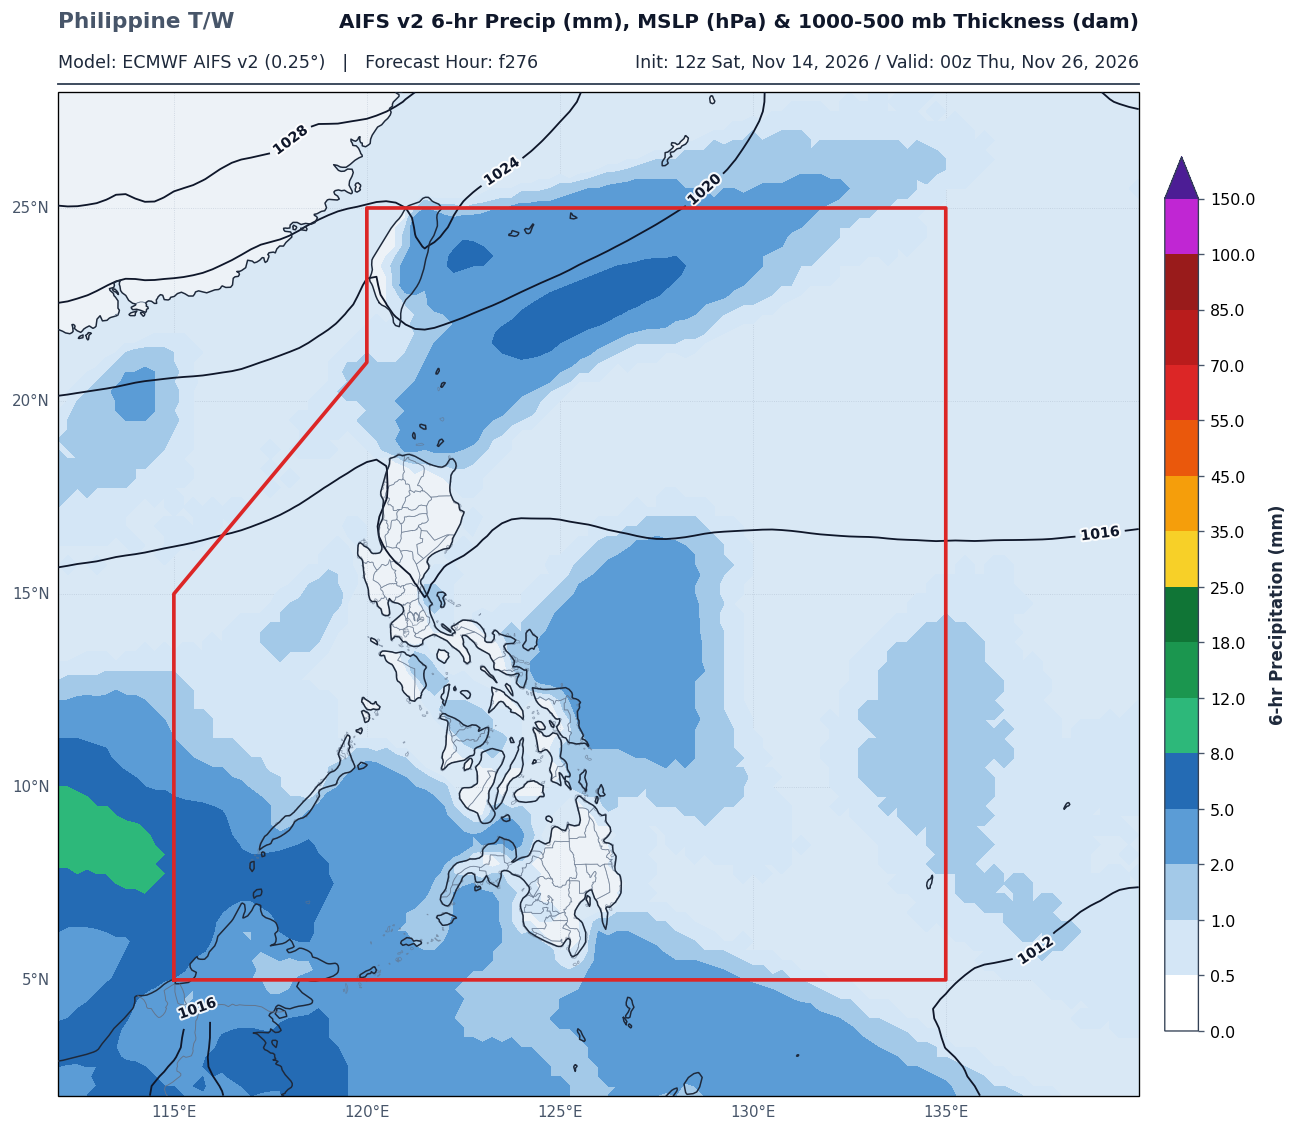 Philippine T/W
AIFS v2 6-hr Precip (mm), MSLP (hPa) & 1000-500 mb Thickness (dam)
Model: ECMWF AIFS v2 (0.25°)   |   Forecast Hour: f276
Init: 12z Sat, Nov 14, 2026 / Valid: 00z Thu, Nov 26, 2026
1028
1024
1020
1016
1012
1016
25°N
20°N
15°N
10°N
5°N
115°E
120°E
125°E
130°E
135°E
150.0
100.0
85.0
70.0
55.0
45.0
35.0
25.0
18.0
12.0
8.0
5.0
2.0
1.0
0.5
0.0
6-hr Precipitation (mm)